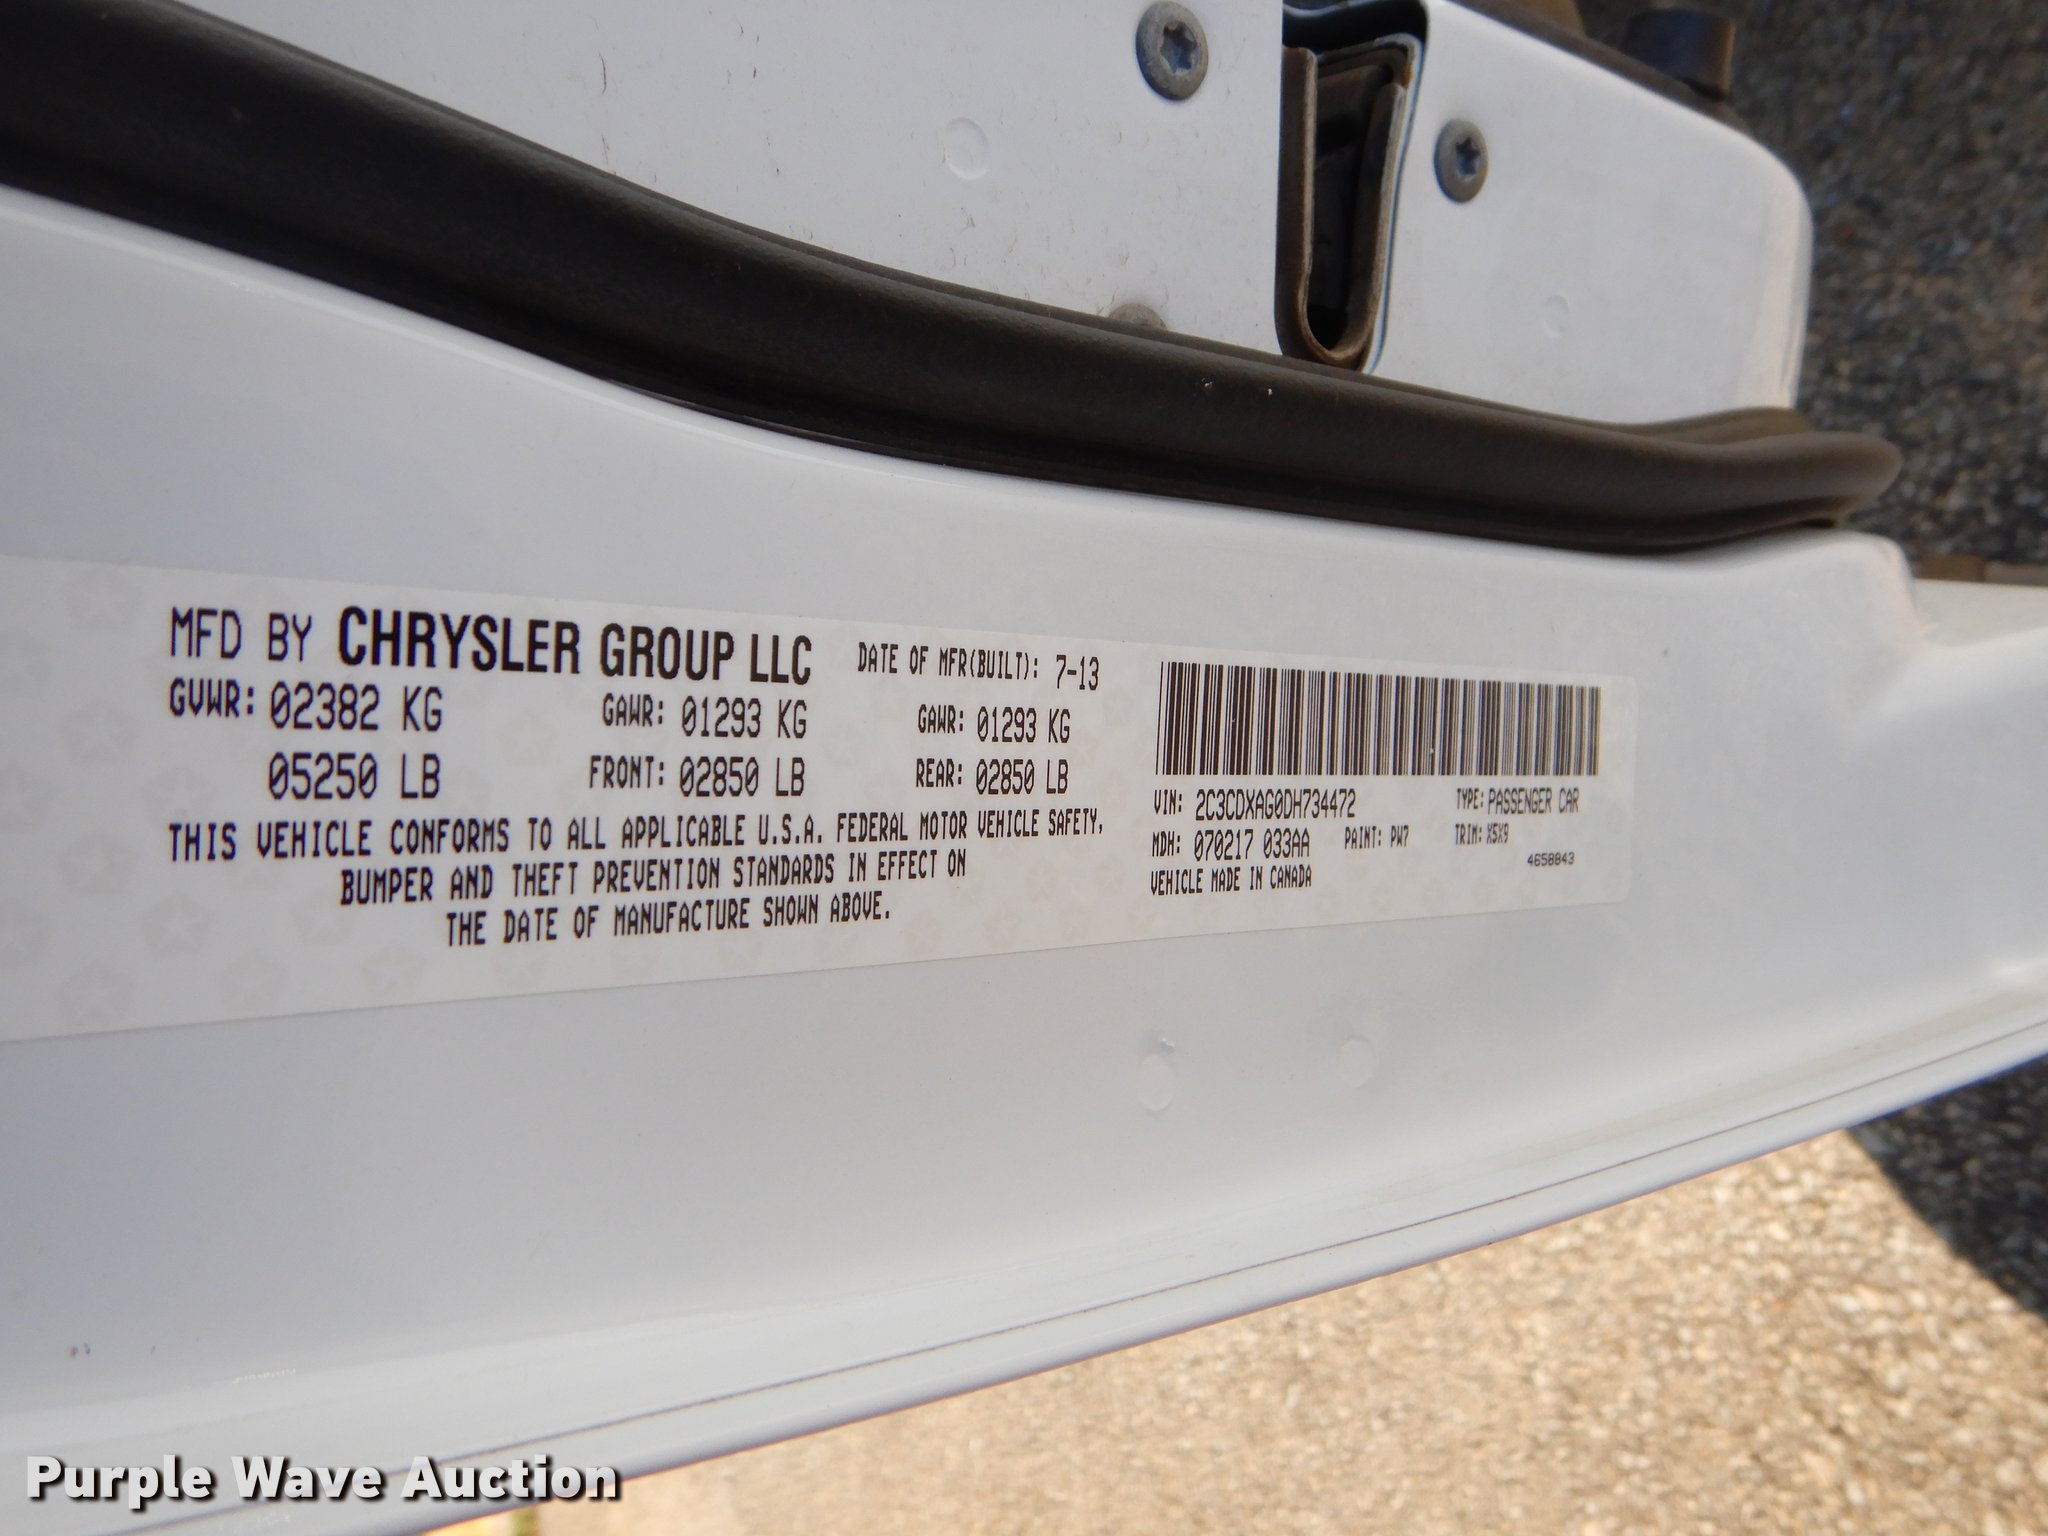 MFD BY CHRYSLER GROUP LLC DATE OF MFR(BUILT): 7-13
GVWR: 02382 KG GAWR: 01293 KG GAWR: 01293 KG
05250 LB FRONT: 02850 LB REAR: 02850 LB
THIS VEHICLE CONFORMS TO ALL APPLICABLE U.S.A. FEDERAL MOTOR VEHICLE SAFETY,
BUMPER AND THEFT PREVENTION STANDARDS IN EFFECT ON
THE DATE OF MANUFACTURE SHOWN ABOVE.
VIN: 2C3CDXAG0DH734472 TYPE: PASSENGER CAR
MDH: 070217 033AA PAINT: PW7 TRIM: X5X9
VEHICLE MADE IN CANADA 4658843
Purple Wave Auction